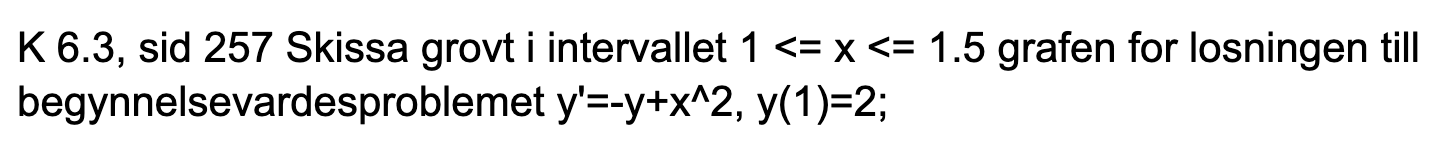 K 6.3, sid 257 Skissa grovt i intervallet 1 <= x <= 1.5 grafen for losningen till
begynnelsevardesproblemet y'=-y+x^2, y(1)=2;